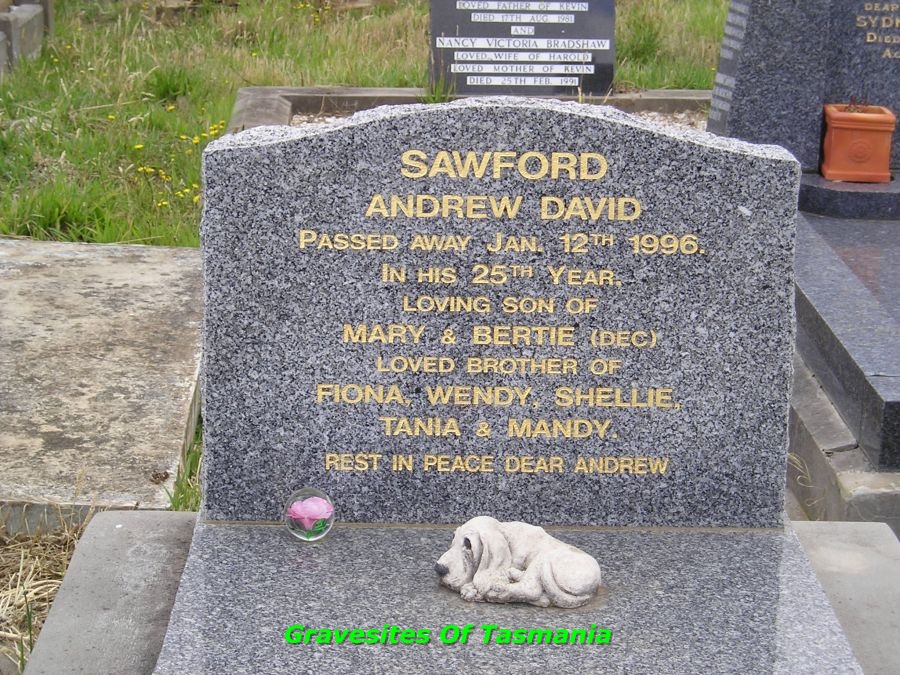 LOVED FATHER OF KEVIN
DIED 17TH AUG. 1981
AND
NANCY VICTORIA BRADSHAW
LOVED WIFE OF HAROLD
LOVED MOTHER OF KEVIN
DIED 25TH FEB. 1991
SAWFORD
ANDREW DAVID
PASSED AWAY JAN. 12TH 1996.
IN HIS 25TH YEAR.
LOVING SON OF
MARY & BERTIE (DEC)
LOVED BROTHER OF
FIONA, WENDY, SHELLIE,
TANIA & MANDY.
REST IN PEACE DEAR ANDREW
Gravesites Of Tasmania